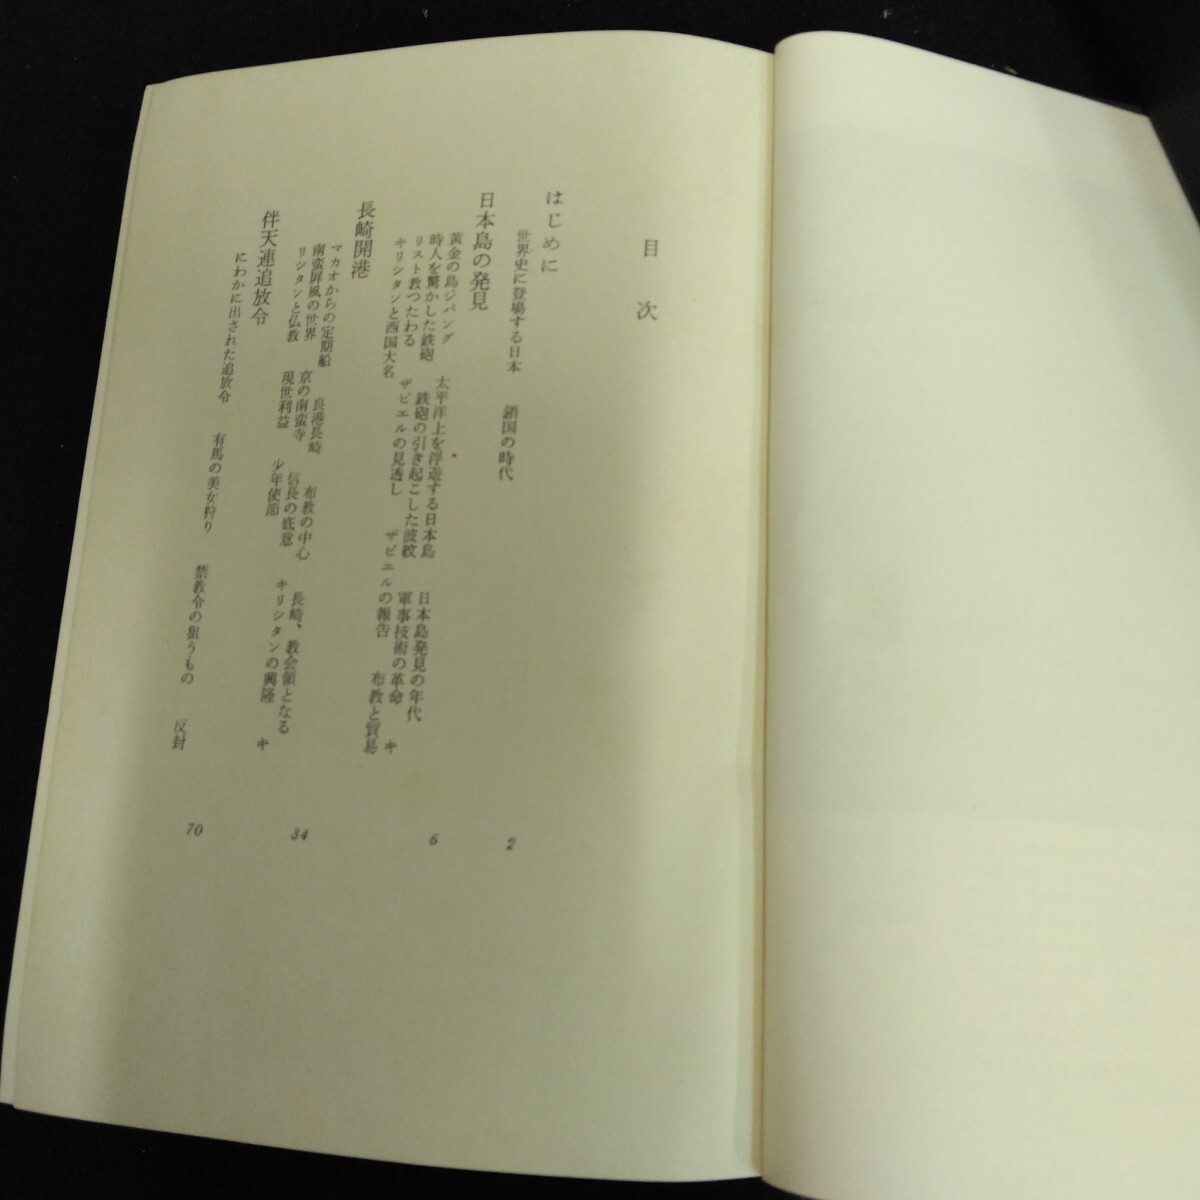 目次
はじめに
世界史に登場する日本　鎖国の時代
2
日本島の発見
黄金の島ジパング　太平洋上を浮遊する日本島　日本島発見の年代
時人を驚かした鉄砲　鉄砲の引き起こした波紋　軍事技術の革命　キ
リスト教つたわる　ザビエルの見透し　ザビエルの報告　布教と貿易
キリシタンと西国大名
6
長崎開港
マカオからの定期船　良港長崎　布教の中心　長崎、教会領となる
南蛮屏風の世界　京の南蛮寺　信長の底意　キリシタンの興隆　キ
リシタンと仏教　現世利益　少年使節
34
伴天連追放令
にわかに出された追放令　有馬の美女狩り　禁教令の狙うもの　反封
70